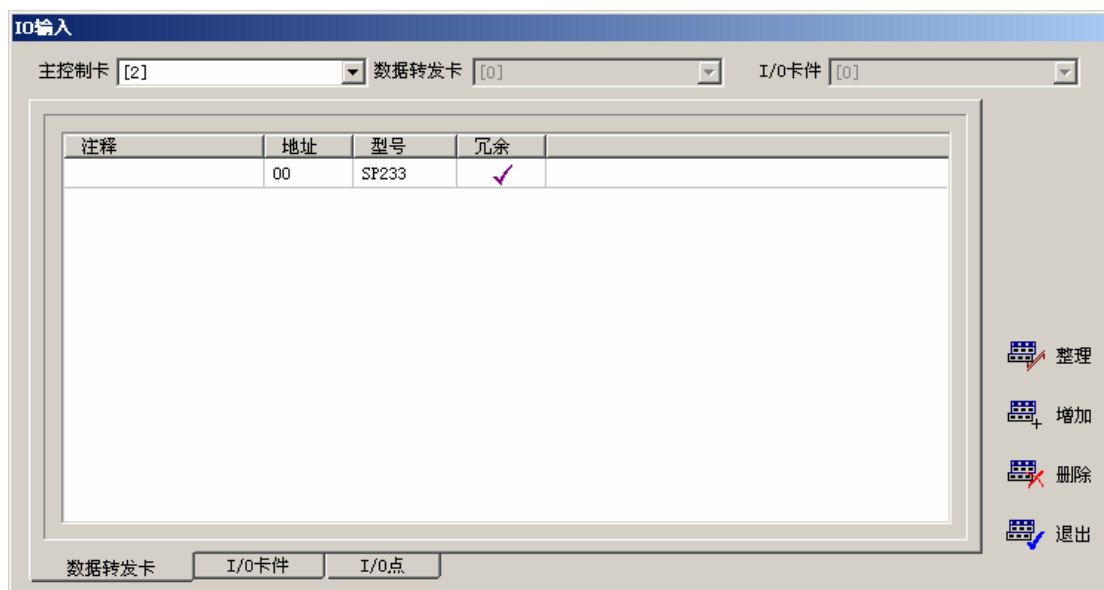 IO输入
主控制卡 [2] 数据转发卡 [0] I/O卡件 [0]
注释 地址 型号 冗余
00 SP233
整理
增加
册除
退出
数据转发卡 I/O卡件 I/O点